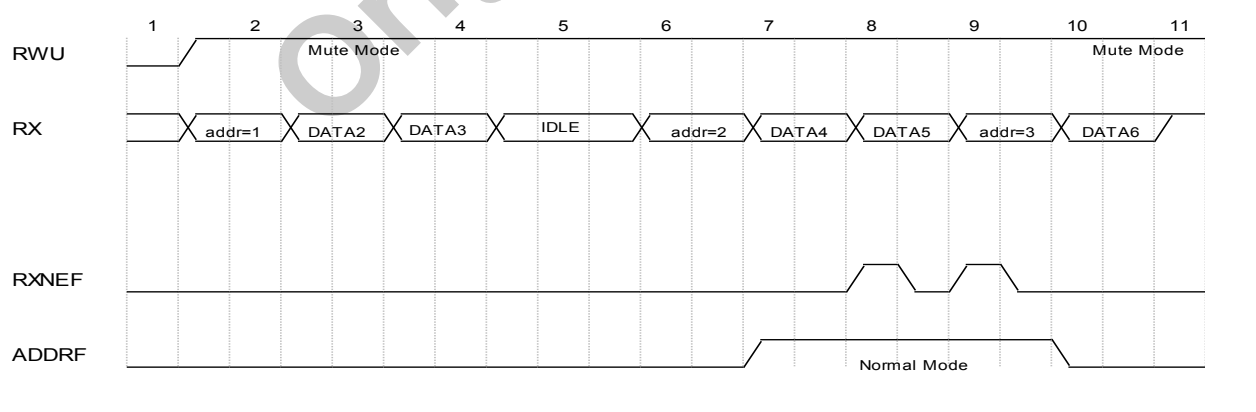 1 2 3 4 5 6 7 8 9 10 11
RWU Mute Mode Mute Mode
RX addr=1 DATA2 DATA3 IDLE addr=2 DATA4 DATA5 addr=3 DATA6
RXNEF
ADDRF Normal Mode